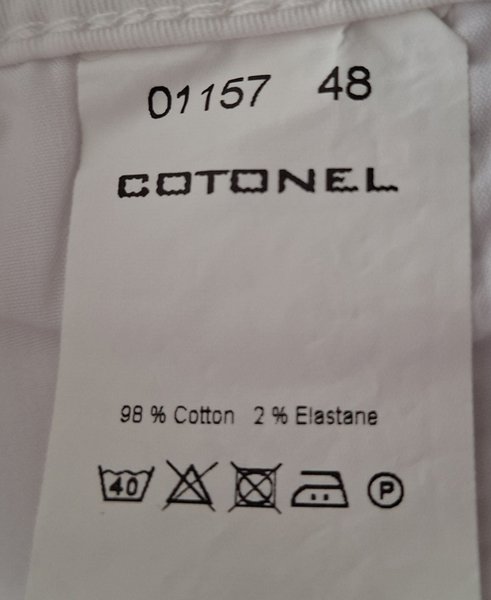 01157 48
COTONEL
98 % Cotton 2 % Elastane
40 P